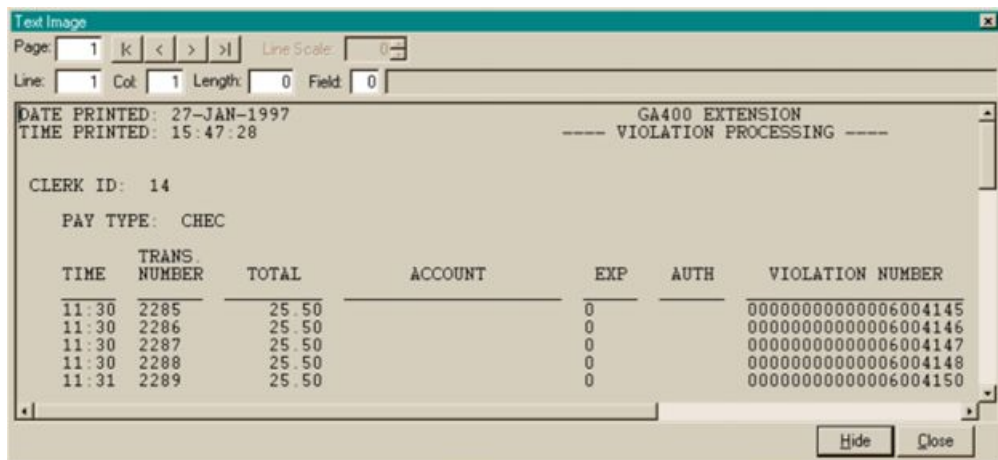 Text Image
Page: 1 Line Scale: 0
Line: 1 Col: 1 Length: 0 Field: 0
DATE PRINTED: 27-JAN-1997 GA400 EXTENSION
TIME PRINTED: 15:47:28 ---- VIOLATION PROCESSING ----
CLERK ID: 14
PAY TYPE: CHEC
TRANS.
TIME NUMBER TOTAL ACCOUNT EXP AUTH VIOLATION NUMBER
11:30 2285 25.50 0 00000000000006004145
11:30 2286 25.50 0 00000000000006004146
11:30 2287 25.50 0 00000000000006004147
11:30 2288 25.50 0 00000000000006004148
11:31 2289 25.50 0 00000000000006004150
Hide Close